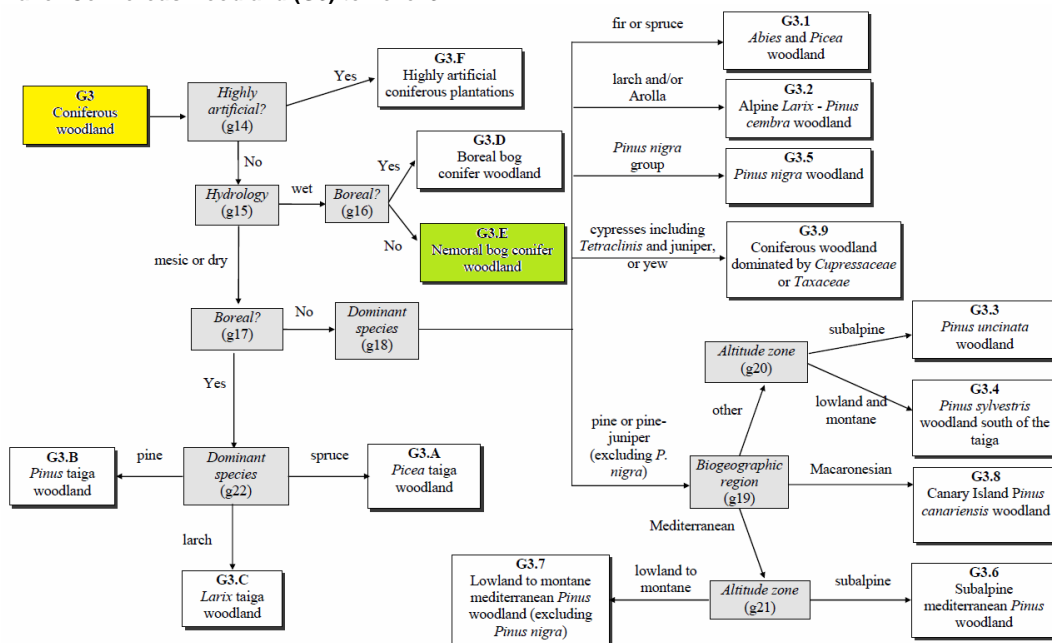 fir or spruce
G3.1
Abies and Picea
woodland
G3.F
Highly artificial
coniferous plantations
Yes
G3
Coniferous
woodland
Highly
artificial?
(g14)
larch and/or
Arolla
G3.2
Alpine Larix - Pinus
cembra woodland
No
G3.D
Boreal bog
conifer woodland
Yes
Pinus nigra
group
G3.5
Pinus nigra woodland
Hydrology
(g15)
wet
Boreal?
(g16)
No
G3.E
Nemoral bog conifer
woodland
cypresses including
Tetraclinis and juniper,
or yew
G3.9
Coniferous woodland
dominated by Cupressaceae
or Taxaceae
mesic or dry
Boreal?
(g17)
No
Dominant
species
(g18)
G3.3
Pinus uncinata
woodland
subalpine
Altitude zone
(g20)
Yes
other
lowland and
montane
G3.4
Pinus sylvestris
woodland south of the
taiga
pine or pine-
juniper
(excluding P.
nigra)
G3.B
Pinus taiga
woodland
pine
Dominant
species
(g22)
spruce
G3.A
Picea taiga
woodland
Biogeographic
region
(g19)
Macaronesian
G3.8
Canary Island Pinus
canariensis woodland
Mediterranean
larch
G3.C
Larix taiga
woodland
G3.7
Lowland to montane
mediterranean Pinus
woodland (excluding
Pinus nigra)
lowland to
montane
Altitude zone
(g21)
subalpine
G3.6
Subalpine
mediterranean Pinus
woodland